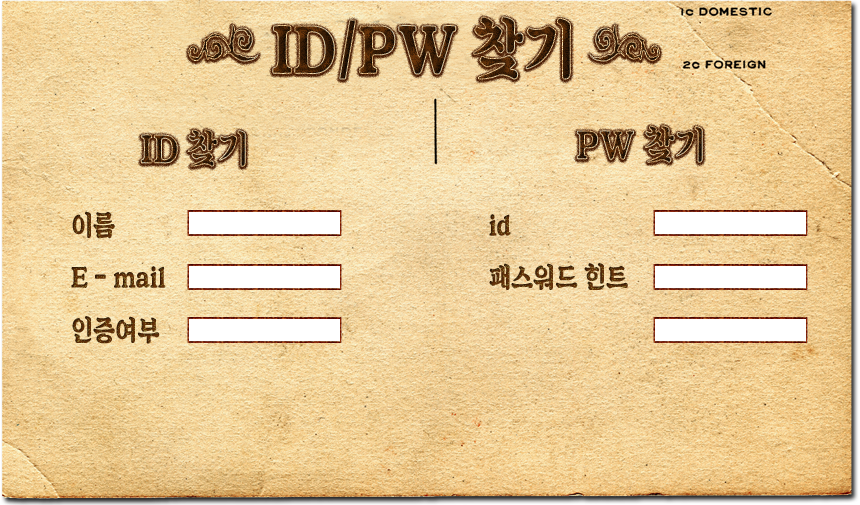 1c DOMESTIC
ID/PW 찾기
2c FOREIGN
ID 찾기
PW 찾기
이름
id
E - mail
패스워드 힌트
인증여부